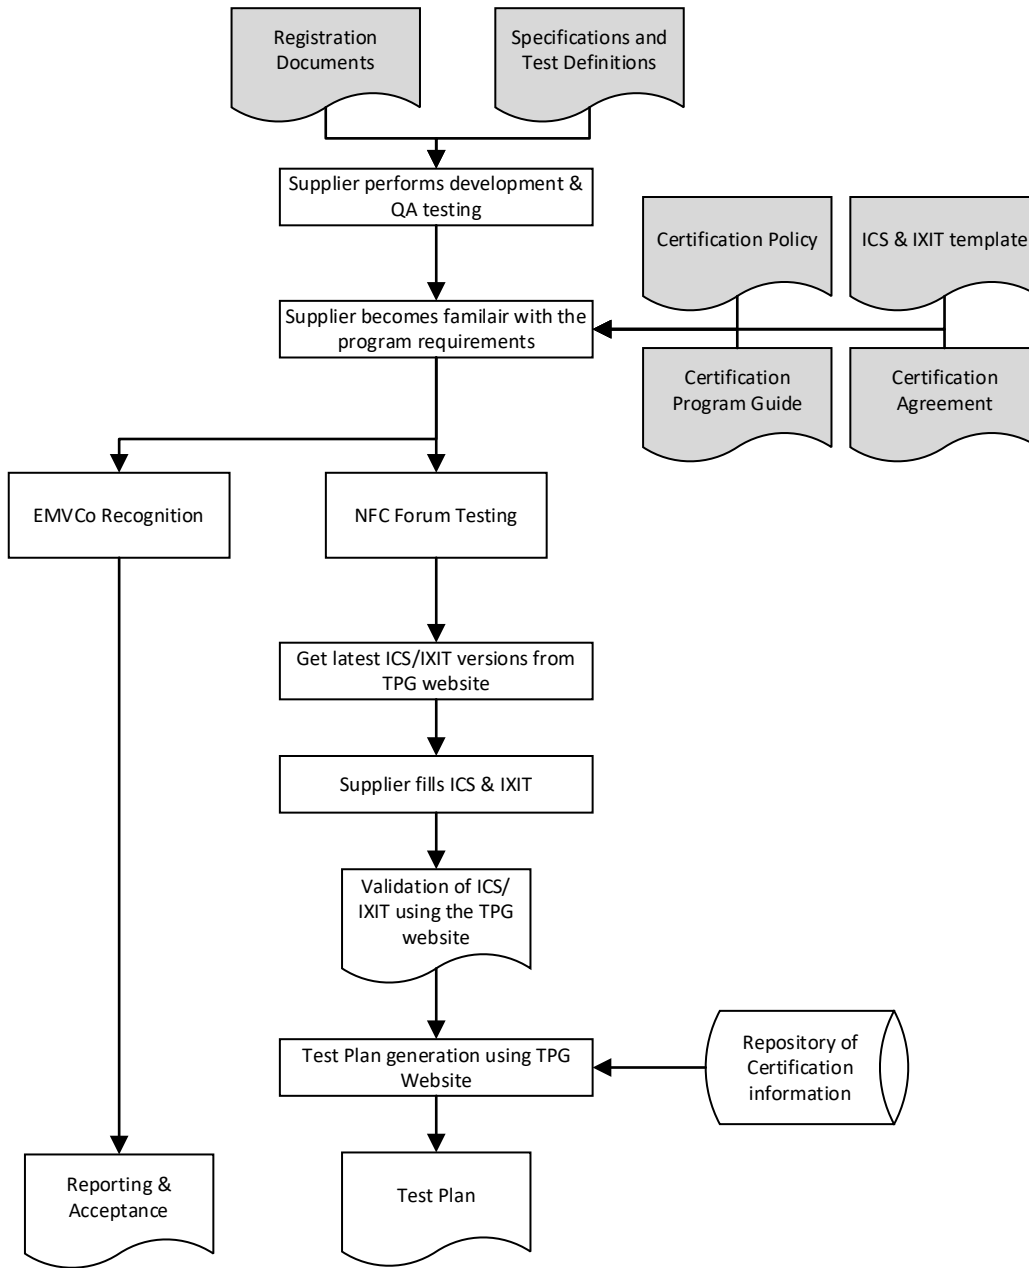 Registration
Documents
Specifications and
Test Definitions
Supplier performs development &
QA testing
Certification Policy
ICS & IXIT template
Supplier becomes familair with the
program requirements
Certification
Program Guide
Certification
Agreement
EMVCo Recognition
NFC Forum Testing
Get latest ICS/IXIT versions from
TPG website
Supplier fills ICS & IXIT
Validation of ICS/
IXIT using the TPG
website
Test Plan generation using TPG
Website
Repository of
Certification
information
Reporting &
Acceptance
Test Plan